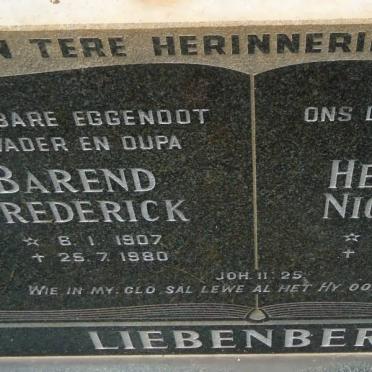 N TERE HERINNERI
BARE EGGENOOT
VADER EN OUPA
BAREND
FREDERICK
☆ 6. 1. 1907
✝ 25. 7. 1980
ONS
HE
NIC
☆
✝
JOH. 11: 25
WIE IN MY GLO, SAL LEWE AL HET HY OO
LIEBENBER